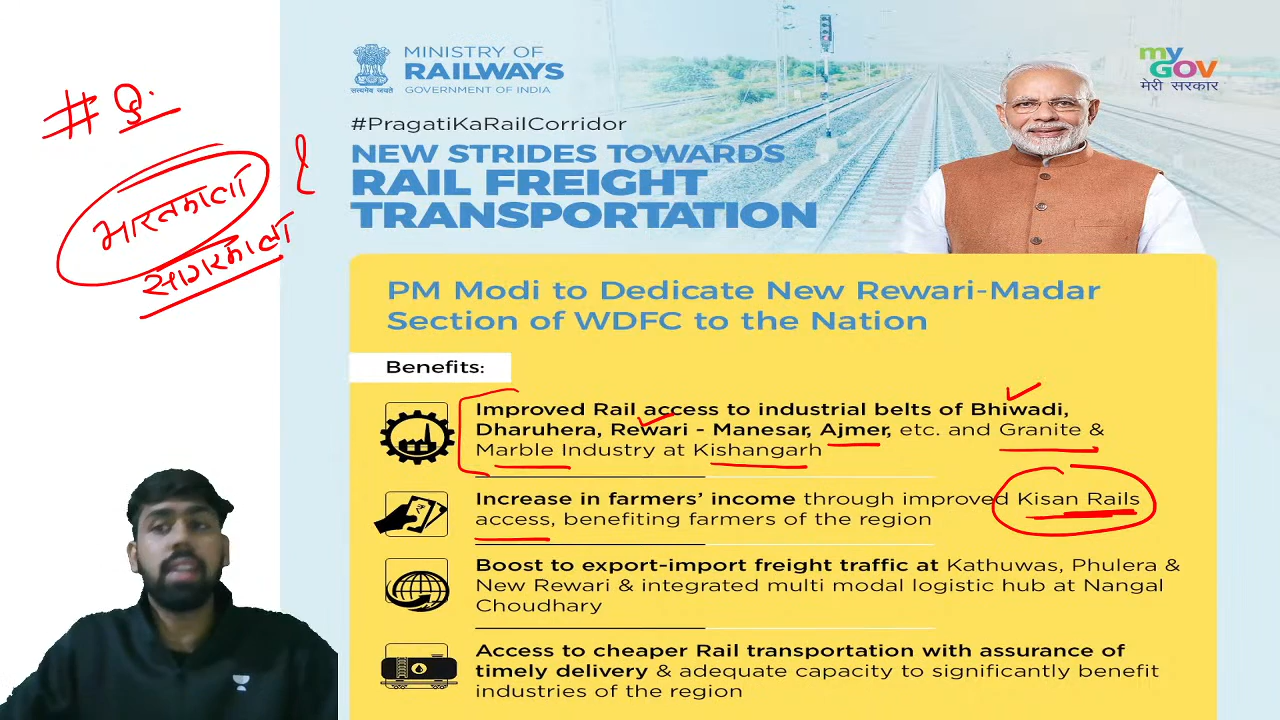 MINISTRY OF
RAILWAYS
GOVERNMENT OF INDIA
सत्यमेव जयते
my
GOV
मेरी सरकार
#PragatiKaRailCorridor
NEW STRIDES TOWARDS
RAIL FREIGHT
TRANSPORTATION
# Q.
भारतमाला
सागरमाला
PM Modi to Dedicate New Rewari-Madar
Section of WDFC to the Nation
Benefits:
Improved Rail access to industrial belts of Bhiwadi,
Dharuhera, Rewari - Manesar, Ajmer, etc. and Granite &
Marble Industry at Kishangarh
Increase in farmers' income through improved Kisan Rails
access, benefiting farmers of the region
Boost to export-import freight traffic at Kathuwas, Phulera &
New Rewari & integrated multi modal logistic hub at Nangal
Choudhary
Access to cheaper Rail transportation with assurance of
timely delivery & adequate capacity to significantly benefit
industries of the region